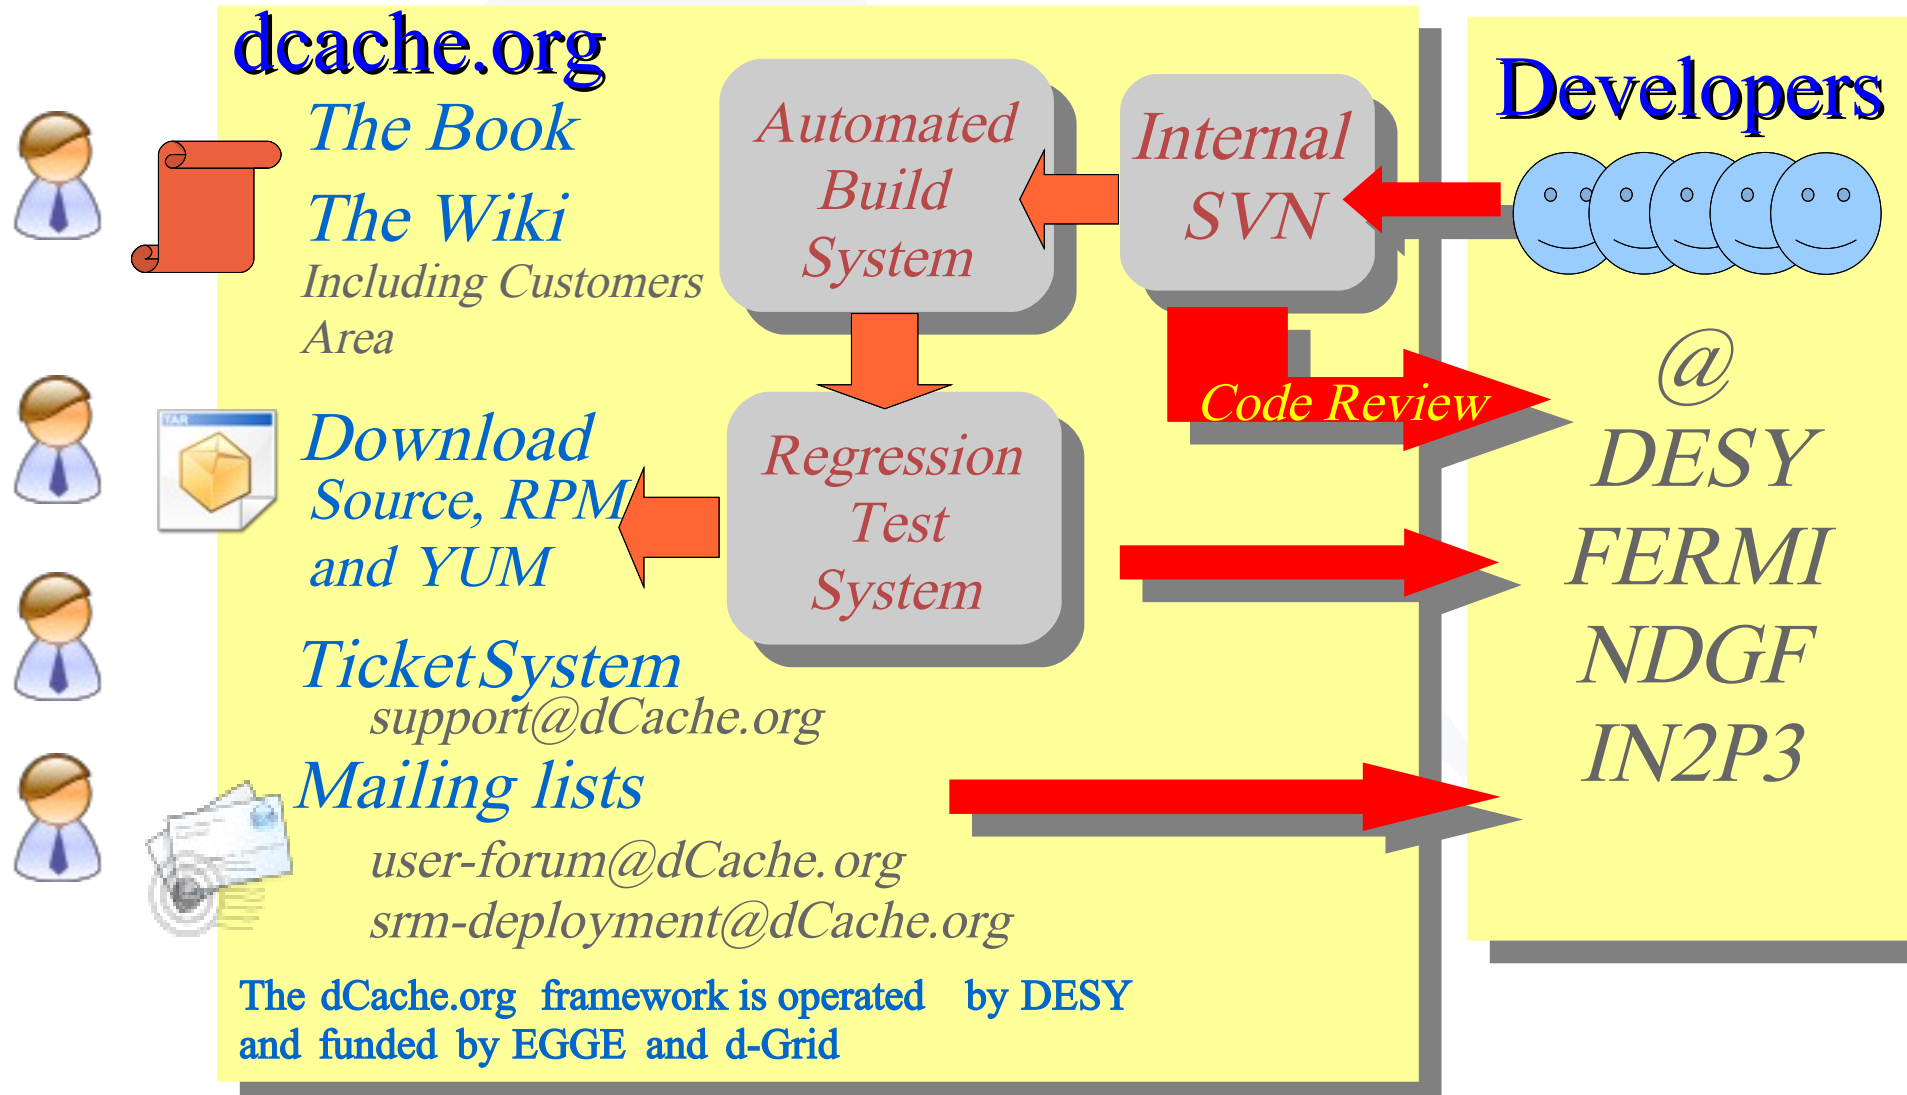 dcache.org
The Book
The Wiki
Including Customers
Area
TAR
Download
Source, RPM
and YUM
TicketSystem
support@dCache.org
Mailing lists
user-forum@dCache.org
srm-deployment@dCache.org
The dCache.org framework is operated by DESY
and funded by EGGE and d-Grid
Automated
Build
System
Internal
SVN
Code Review
Regression
Test
System
Developers
@
DESY
FERMI
NDGF
IN2P3